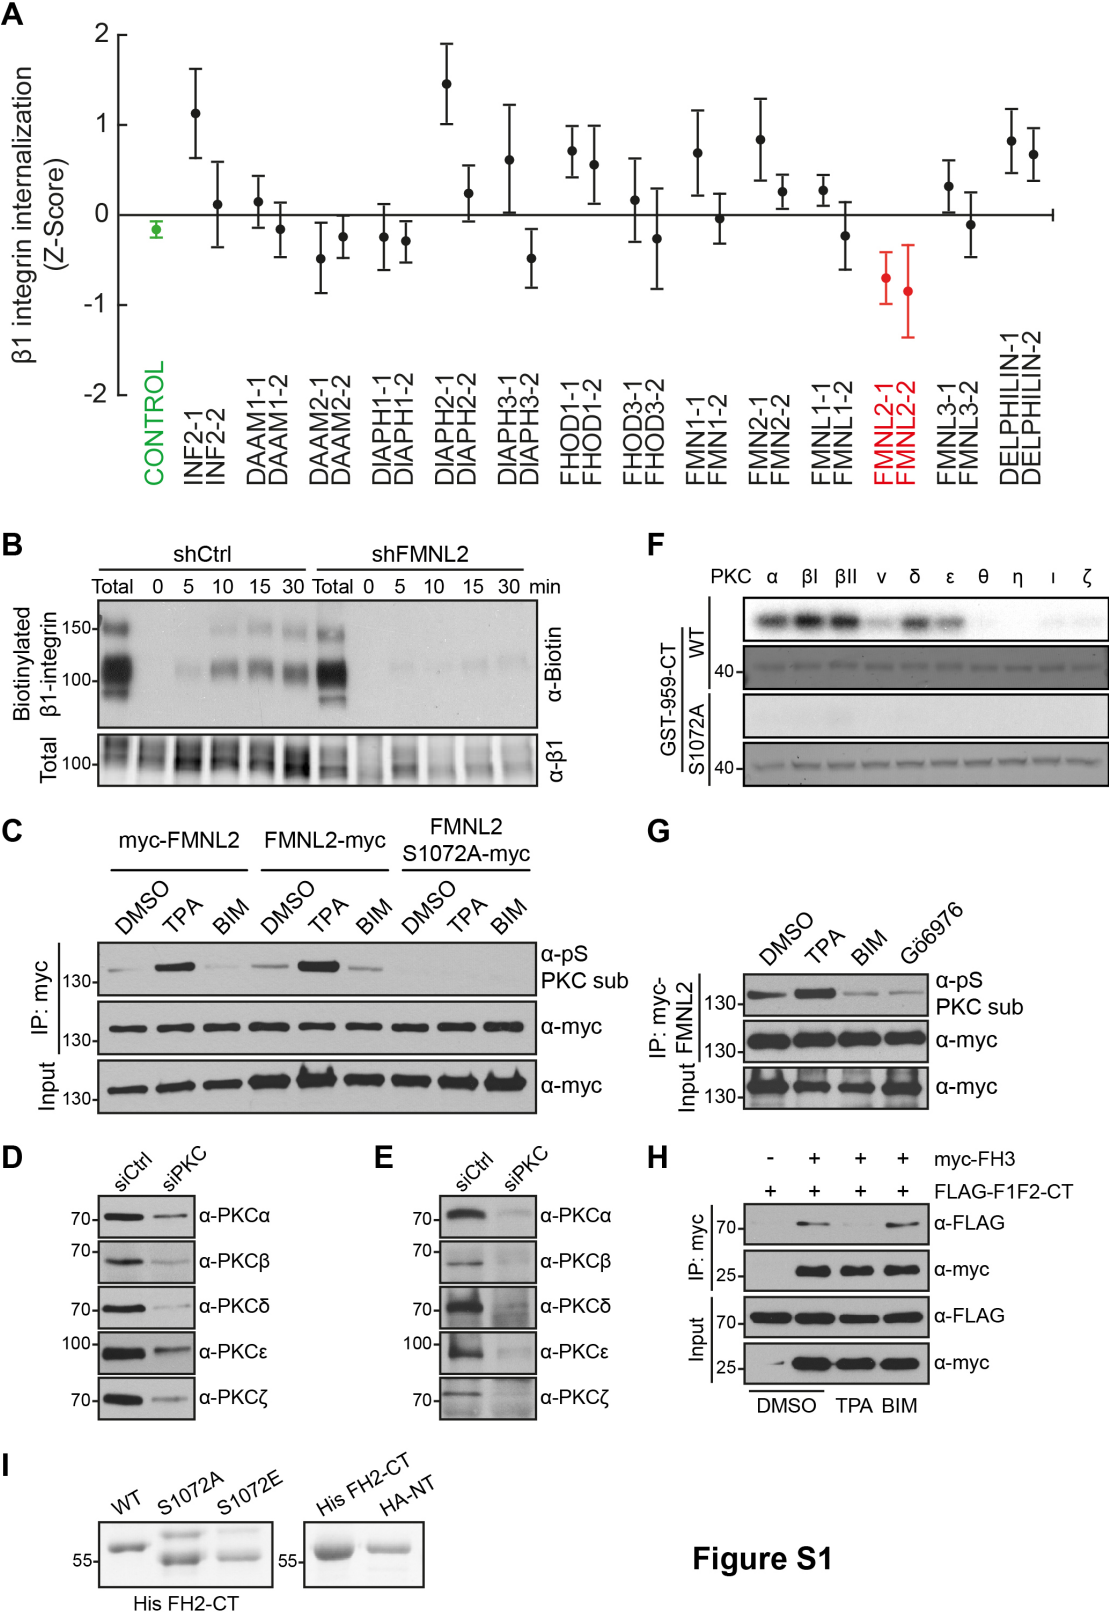 A
β1 integrin internalization
(Z-Score)
2
1
0
-1
-2
CONTROL
INF2-1
INF2-2
DAAM1-1
DAAM1-2
DAAM2-1
DAAM2-2
DIAPH1-1
DIAPH1-2
DIAPH2-1
DIAPH2-2
DIAPH3-1
DIAPH3-2
FHOD1-1
FHOD1-2
FHOD3-1
FHOD3-2
FMN1-1
FMN1-2
FMN2-1
FMN2-2
FMNL1-1
FMNL1-2
FMNL2-1
FMNL2-2
FMNL3-1
FMNL3-2
DELPHILIN-1
DELPHILIN-2
B
shCtrl shFMNL2
Total 0 5 10 15 30 Total 0 5 10 15 30 min
Biotinylated
β1-integrin
150
100
α-Biotin
Total
100
α-β1
C
myc-FMNL2 FMNL2-myc FMNL2
S1072A-myc
DMSO TPA BIM DMSO TPA BIM DMSO TPA BIM
IP: myc
130
α-pS
PKC sub
130
α-myc
Input
130
α-myc
D
siCtrl siPKC
70 α-PKCα
70 α-PKCβ
70 α-PKCδ
100 α-PKCε
70 α-PKCζ
E
siCtrl siPKC
70 α-PKCα
70 α-PKCβ
70 α-PKCδ
100 α-PKCε
70 α-PKCζ
F
PKC α βI βII ν δ ε θ η ι ζ
GST-959-CT
WT
40
S1072A
40
G
DMSO TPA BIM Gö6976
IP: myc-
FMNL2
130
α-pS
PKC sub
130
α-myc
Input
130
α-myc
H
- + + + myc-FH3
+ + + + FLAG-F1F2-CT
IP: myc
70 α-FLAG
25 α-myc
Input
70 α-FLAG
25 α-myc
DMSO TPA BIM
I
WT S1072A S1072E
55
His FH2-CT
His FH2-CT HA-NT
55
Figure S1